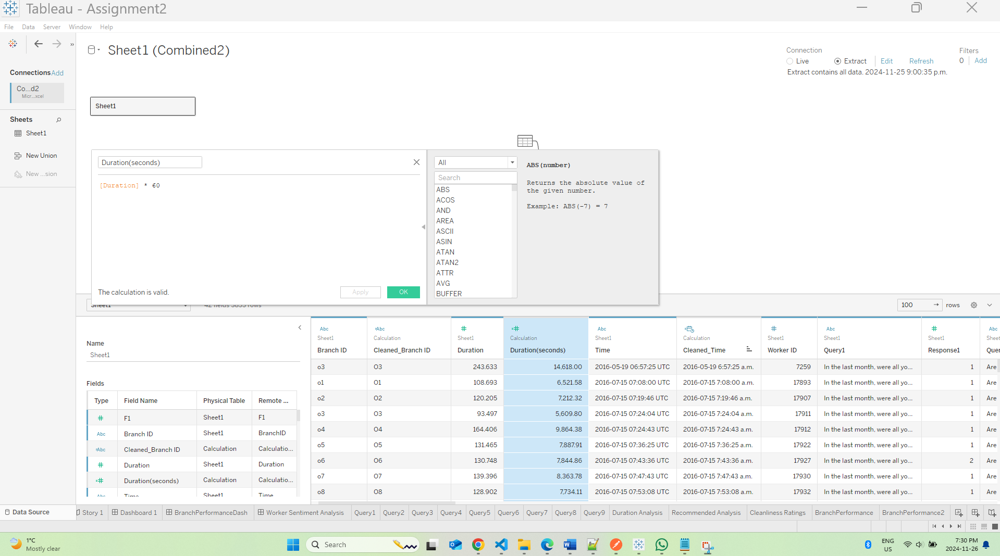 Tableau - Assignment2
File Data Server Window Help
Sheet1 (Combined2)
Connection
Live Extract Edit Refresh
Extract contains all data. 2024-11-25 9:00:35 p.m.
Filters
0 Add
Connections Add
Co...d2
Micr...xcel
Sheets
Sheet1
New Union
New ...sion
Sheet1
Duration(seconds)
[Duration] * 60
The calculation is valid.
Apply OK
All
Search
ABS
ACOS
AND
AREA
ASCII
ASIN
ATAN
ATAN2
ATTR
AVG
BUFFER
ABS(number)
Returns the absolute value of
the given number.
Example: ABS(-7) = 7
Sheet1 42 fields 3853 rows
100 → rows
Name
Sheet1
Fields
Type Field Name Physical Table Remote ...
# F1 Sheet1 F1
Abc Branch ID Sheet1 BranchID
=Abc Cleaned_Branch ID Calculation Calculatio...
# Duration Sheet1 Duration
=# Duration(seconds) Calculation Calculatio...
Abc Time Sheet1 Time
Abc =Abc # =# Abc # Abc # Abc
Sheet1 Calculation Sheet1 Calculation Sheet1 Calculation Sheet1 Sheet1 Sheet1 Sheet
Branch ID Cleaned_Branch ID Duration Duration(seconds) Time Cleaned_Time Worker ID Query1 Response1 Quer
o3 O3 243.633 14,618.00 2016-05-19 06:57:25 UTC 2016-05-19 6:57:25 a.m. 7259 In the last month, were all yo... 1 Are
o1 O1 108.693 6,521.58 2016-07-15 07:08:00 UTC 2016-07-15 7:08:00 a.m. 17893 In the last month, were all yo... 1 Are
o2 O2 120.205 7,212.32 2016-07-15 07:19:46 UTC 2016-07-15 7:19:46 a.m. 17907 In the last month, were all yo... 1 Are
o3 O3 93.497 5,609.80 2016-07-15 07:24:04 UTC 2016-07-15 7:24:04 a.m. 17911 In the last month, were all yo... 1 Are
o4 O4 164.406 9,864.38 2016-07-15 07:24:43 UTC 2016-07-15 7:24:43 a.m. 17912 In the last month, were all yo... 1 Are
o5 O5 131.465 7,887.91 2016-07-15 07:36:25 UTC 2016-07-15 7:36:25 a.m. 17922 In the last month, were all yo... 1 Are
o6 O6 130.748 7,844.86 2016-07-15 07:43:36 UTC 2016-07-15 7:43:36 a.m. 17927 In the last month, were all yo... 2 Are
o7 O7 139.396 8,363.78 2016-07-15 07:47:43 UTC 2016-07-15 7:47:43 a.m. 17930 In the last month, were all yo... 1 Are
o8 O8 128.902 7,734.11 2016-07-15 07:53:08 UTC 2016-07-15 7:53:08 a.m. 17932 In the last month, were all yo... 1 Are
Data Source Story 1 Dashboard 1 BranchPerformanceDash Worker Sentiment Analysis Query1 Query2 Query3 Query4 Query5 Query6 Query7 Query8 Query9 Duration Analysis Recommended Analysis Cleanliness Ratings BranchPerformance BranchPerformance2
1°C
Mostly clear
Search
ENG
US
7:30 PM
2024-11-26